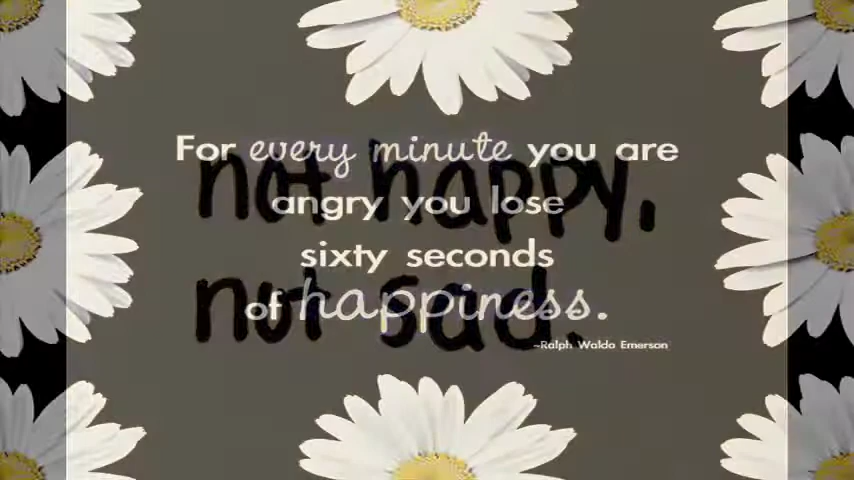 For every minute you are
not happy.
angry you lose
sixty seconds
of happiness.
not sad.
~Ralph Waldo Emerson